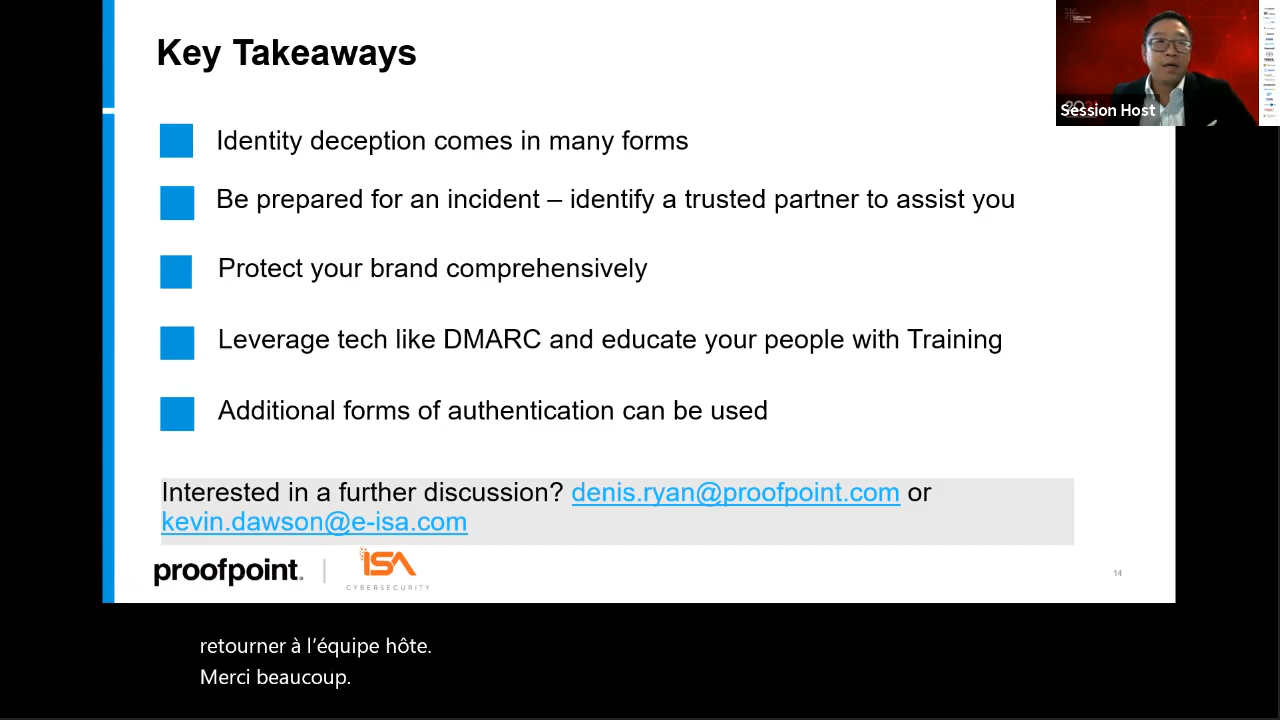 Key Takeaways
Session Host
Identity deception comes in many forms
Be prepared for an incident – identify a trusted partner to assist you
Protect your brand comprehensively
Leverage tech like DMARC and educate your people with Training
Additional forms of authentication can be used
Interested in a further discussion? denis.ryan@proofpoint.com or
kevin.dawson@e-isa.com
proofpoint.
ISA
CYBERSECURITY
14
retourner à l’équipe hôte.
Merci beaucoup.